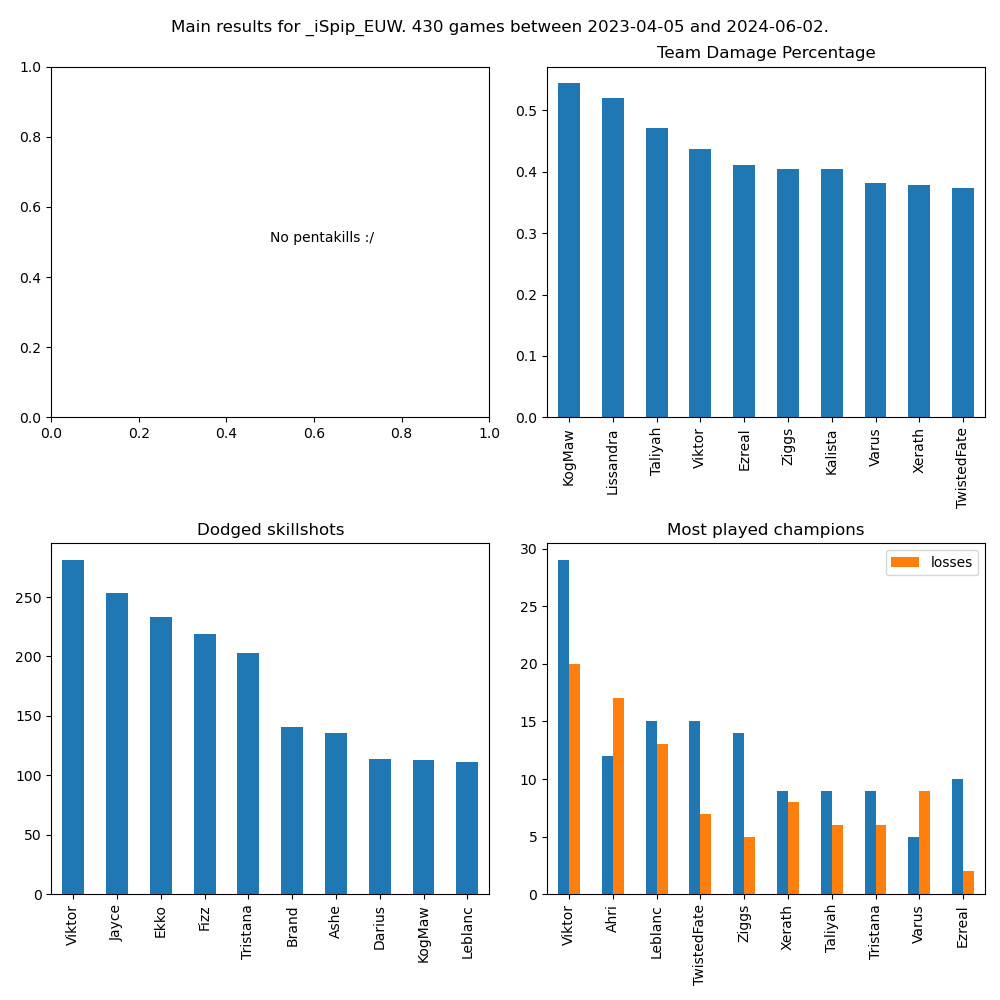 Main results for _iSpip_EUW. 430 games between 2023-04-05 and 2024-06-02.
1.0
0.8
0.6
0.4
0.2
0.0
No pentakills :/
0.0 0.2 0.4 0.6 0.8 1.0
Team Damage Percentage
0.5
0.4
0.3
0.2
0.1
0.0
KogMaw
Lissandra
Taliyah
Viktor
Ezreal
Ziggs
Kalista
Varus
Xerath
TwistedFate
Dodged skillshots
250
200
150
100
50
0
Viktor
Jayce
Ekko
Fizz
Tristana
Brand
Ashe
Darius
KogMaw
Leblanc
Most played champions
losses
30
25
20
15
10
5
0
Viktor
Ahri
Leblanc
TwistedFate
Ziggs
Xerath
Taliyah
Tristana
Varus
Ezreal